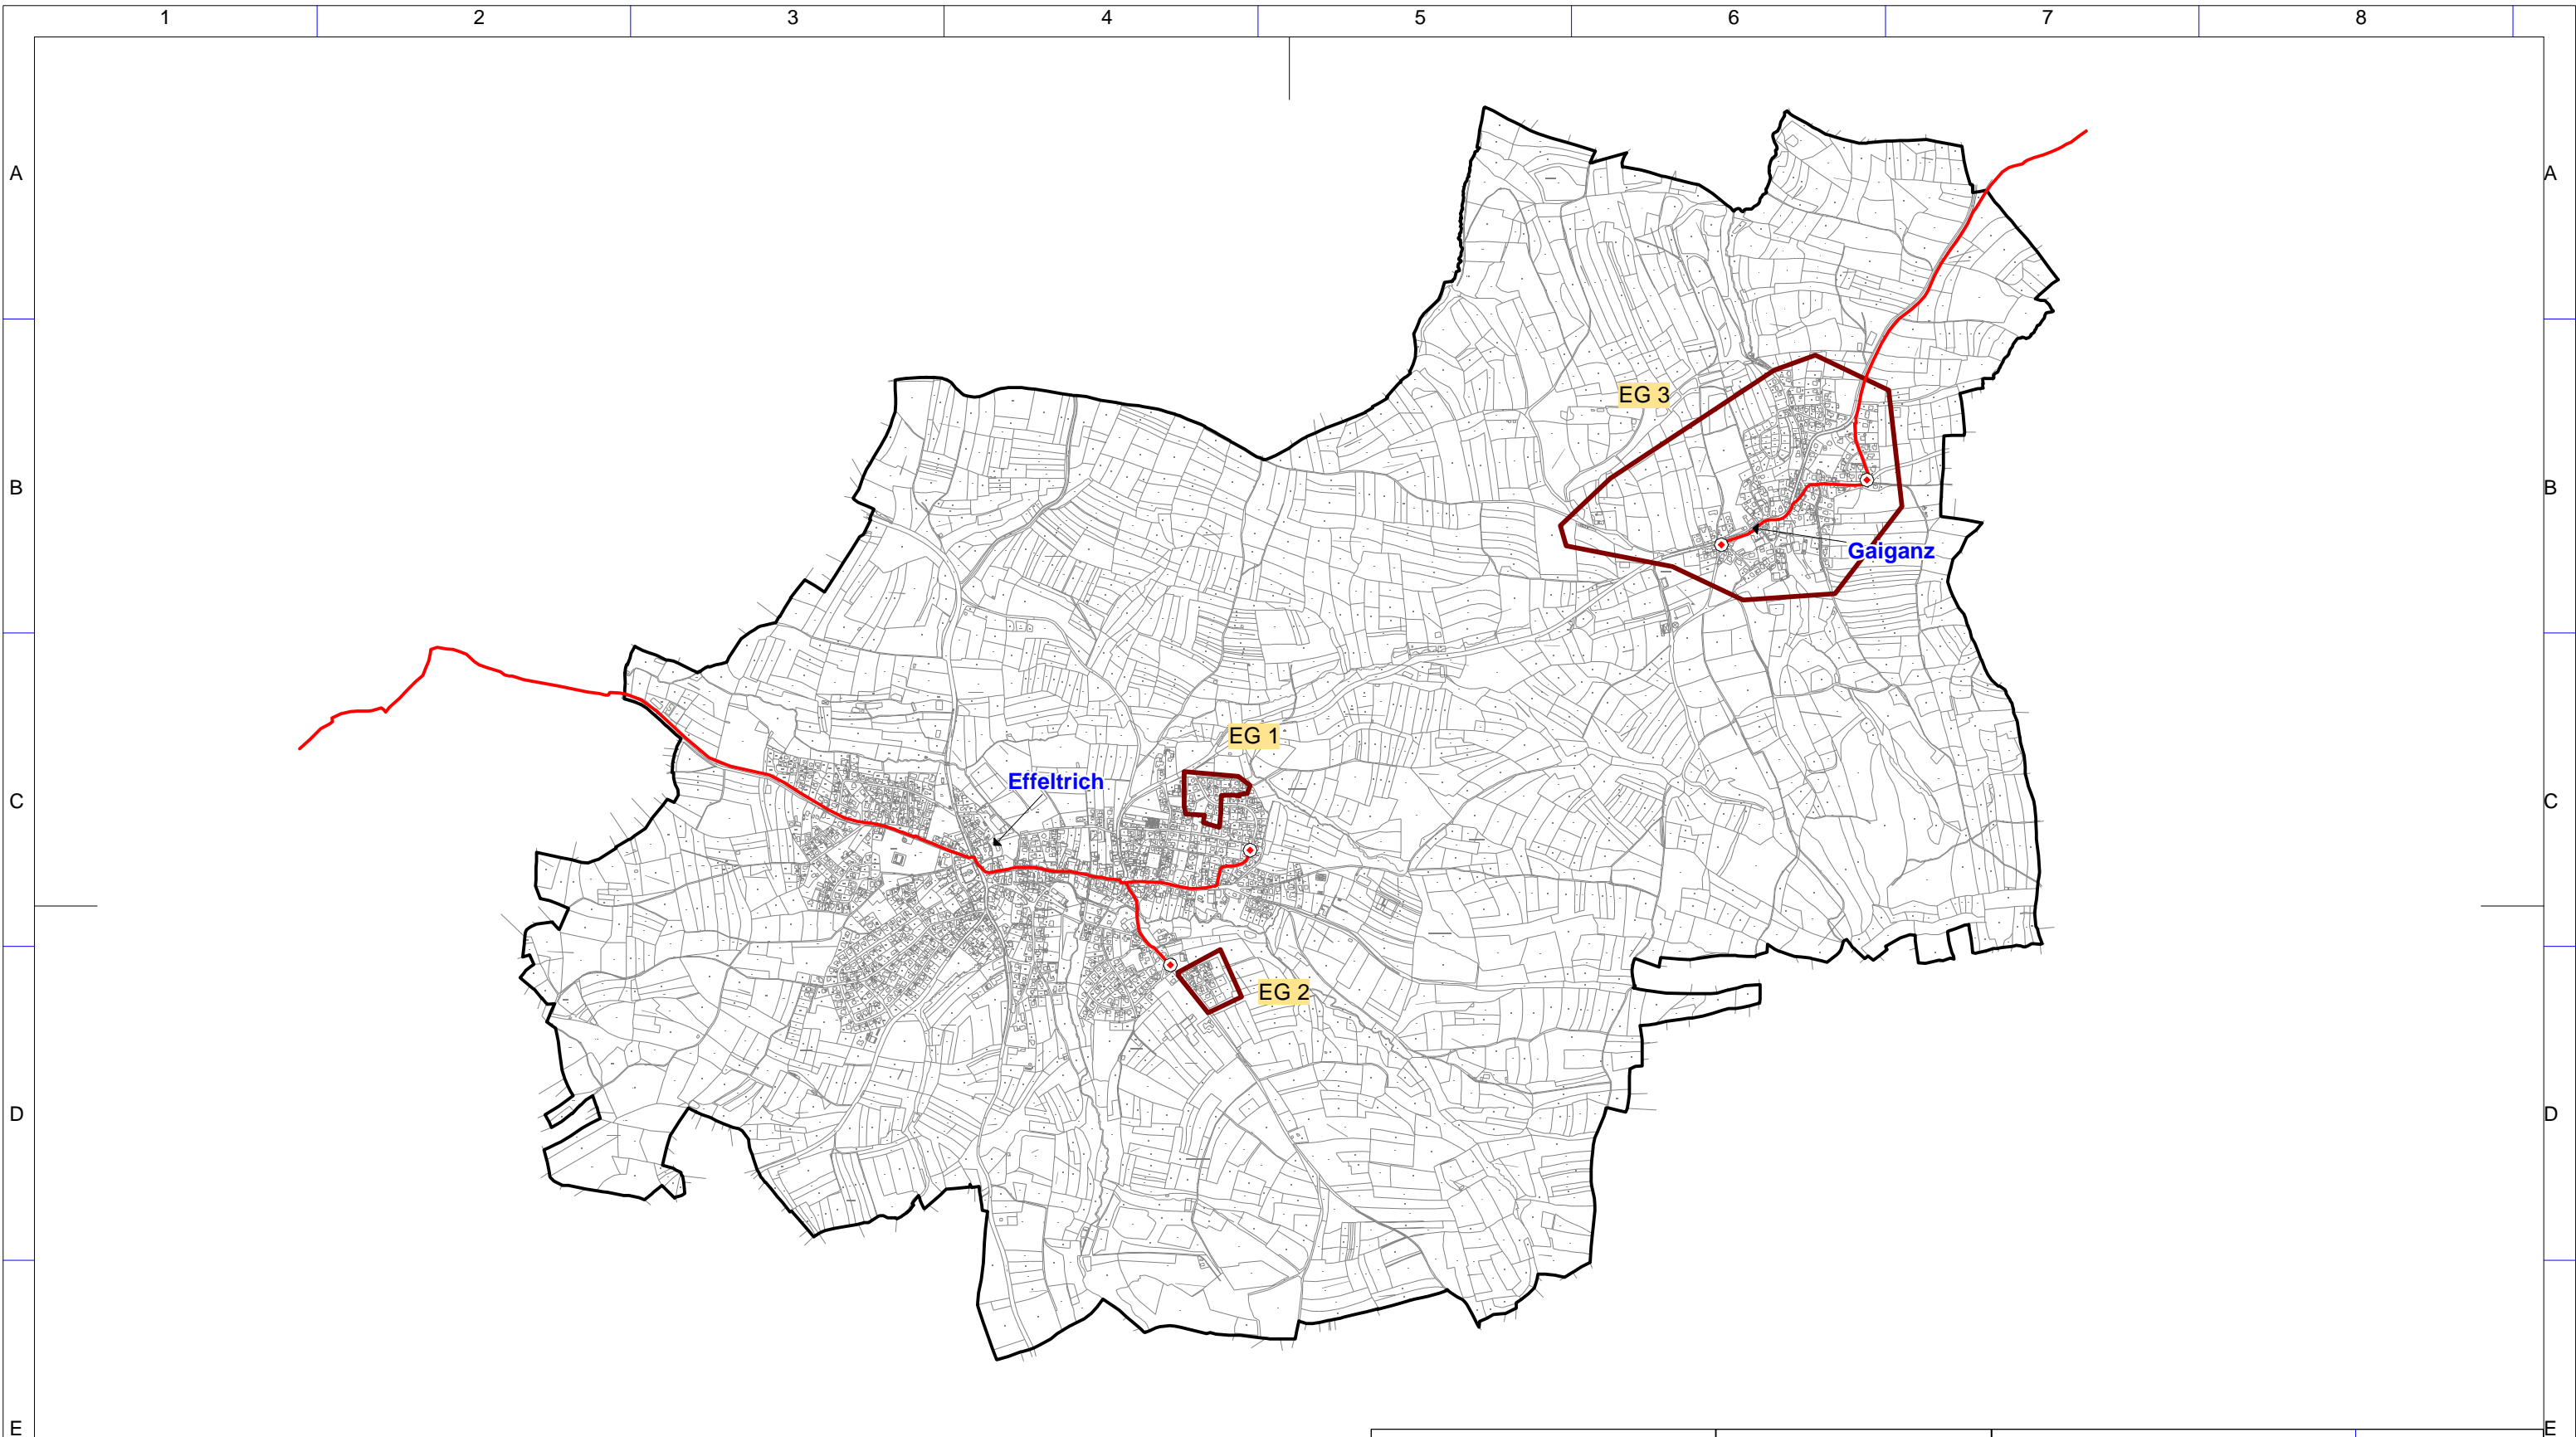 1 2 3 4 5 6 7 8
A A
EG 3
B B
Gaiganz
EG 1
Effeltrich
C C
EG 2
D D
E E